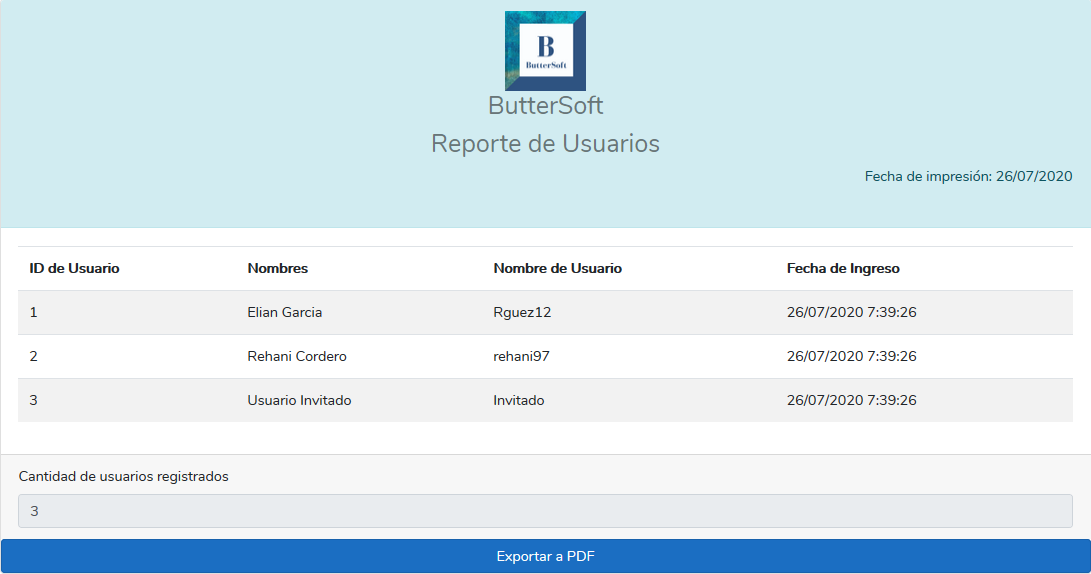 B
ButterSoft
ButterSoft
Reporte de Usuarios
Fecha de impresión: 26/07/2020
ID de Usuario Nombres Nombre de Usuario Fecha de Ingreso
1 Elian Garcia Rguez12 26/07/2020 7:39:26
2 Rehani Cordero rehani97 26/07/2020 7:39:26
3 Usuario Invitado Invitado 26/07/2020 7:39:26
Cantidad de usuarios registrados
3
Exportar a PDF